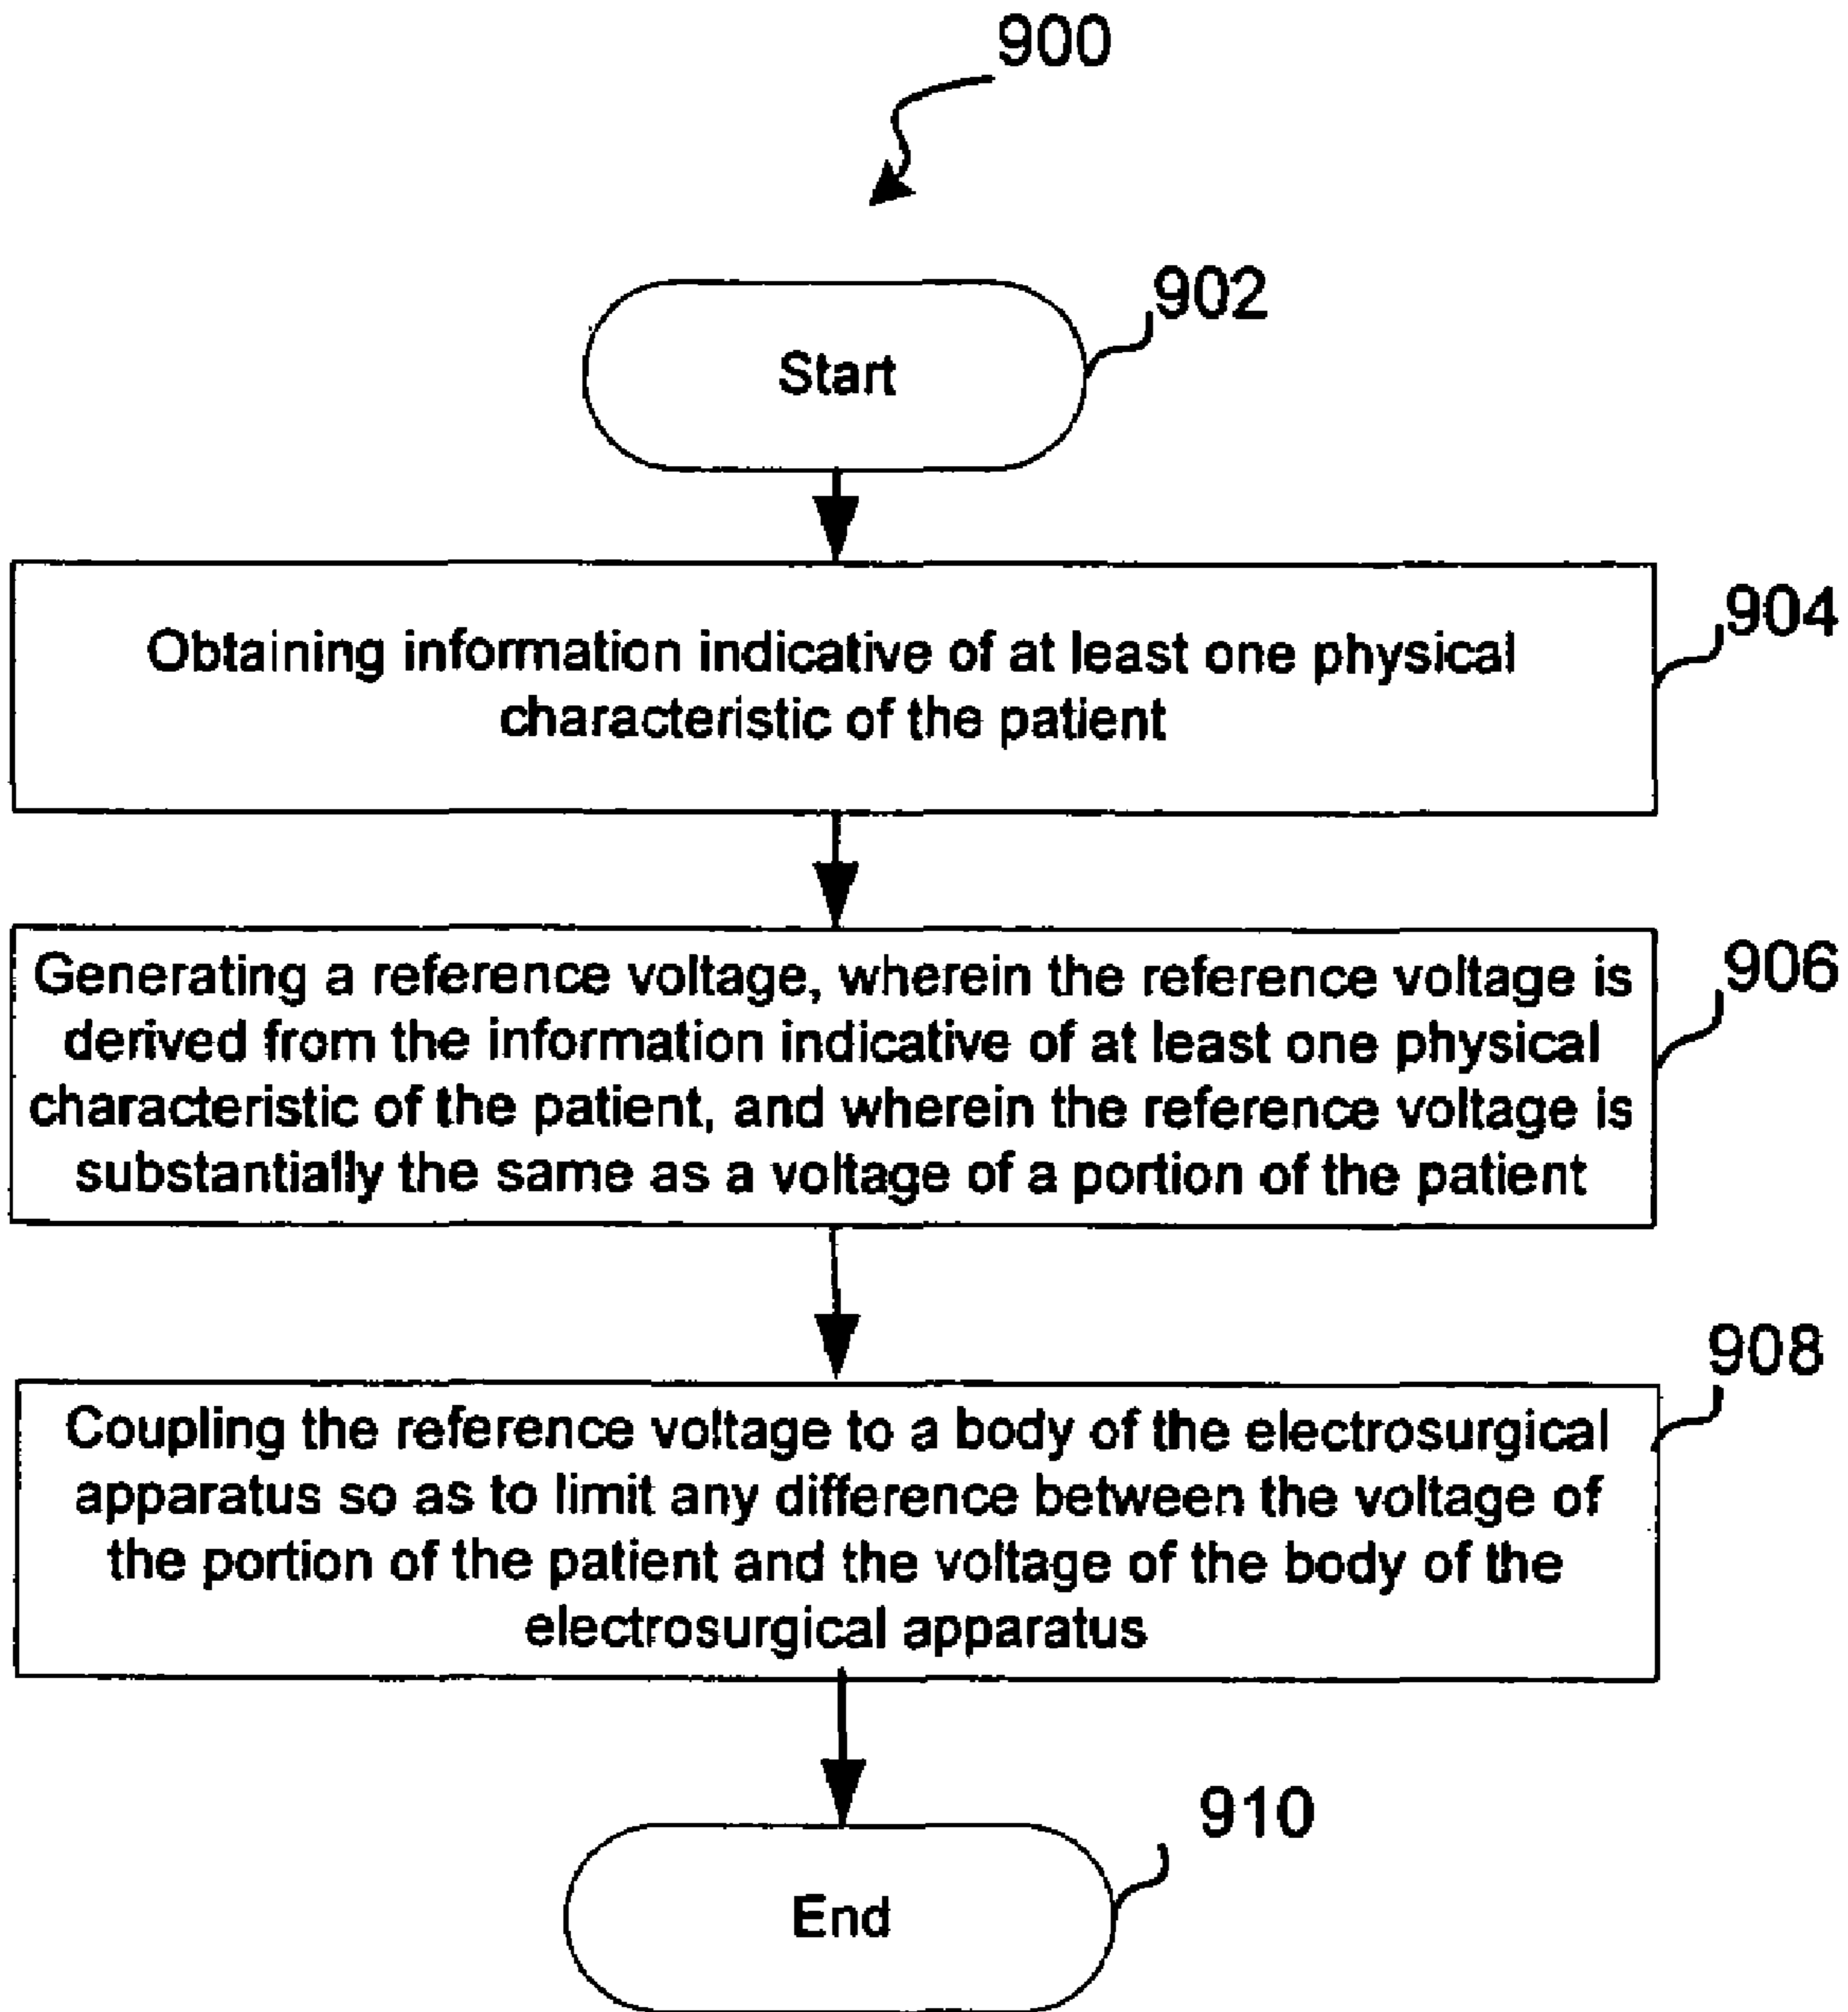 900
902
Start
904
Obtaining information indicative of at least one physical
characteristic of the patient
906
Generating a reference voltage, wherein the reference voltage is
derived from the information indicative of at least one physical
characteristic of the patient, and wherein the reference voltage is
substantially the same as a voltage of a portion of the patient
908
Coupling the reference voltage to a body of the electrosurgical
apparatus so as to limit any difference between the voltage of
the portion of the patient and the voltage of the body of the
electrosurgical apparatus
910
End